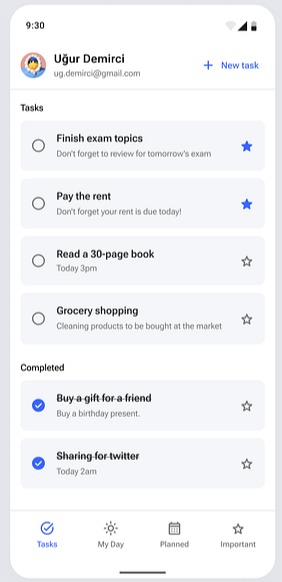 9:30
Uğur Demirci
ug.demirci@gmail.com
+ New task
Tasks
Finish exam topics
Don't forget to review for tomorrow's exam
Pay the rent
Don't forget your rent is due today!
Read a 30-page book
Today 3pm
Grocery shopping
Cleaning products to be bought at the market
Completed
Buy a gift for a friend
Buy a birthday present.
Sharing for twitter
Today 2am
Tasks
My Day
Planned
Important